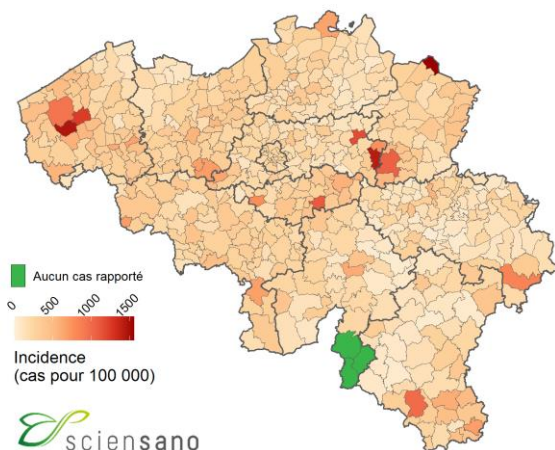 Aucun cas rapporté
0 500 1000 1500
Incidence
(cas pour 100 000)
sciensano